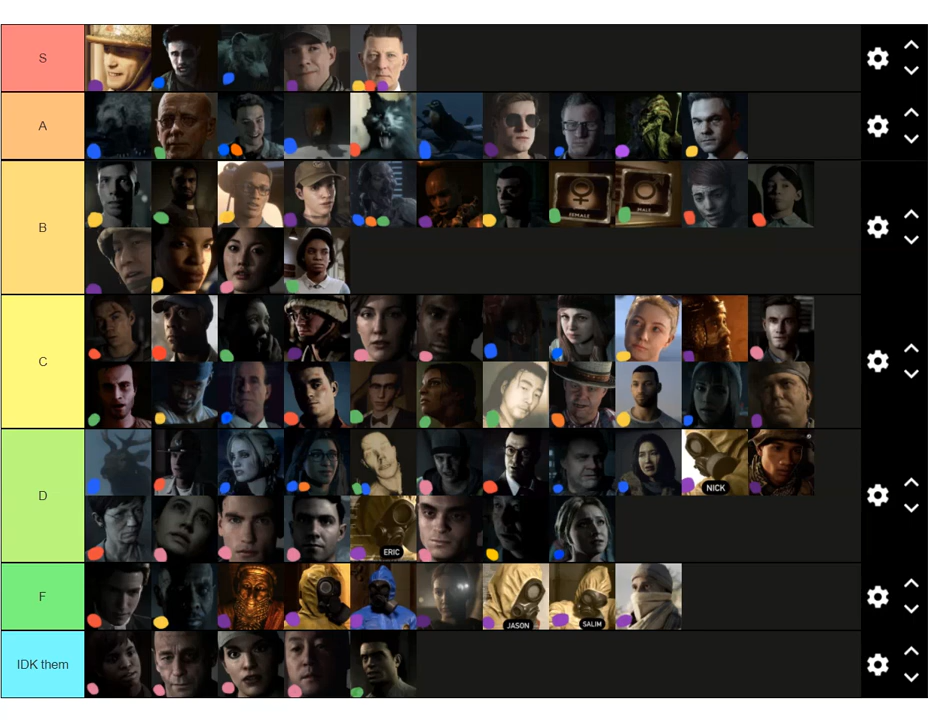 S
A
B
FEMALE
MALE
C
D
NICK
ERIC
F
JASON
SALIM
IDK them